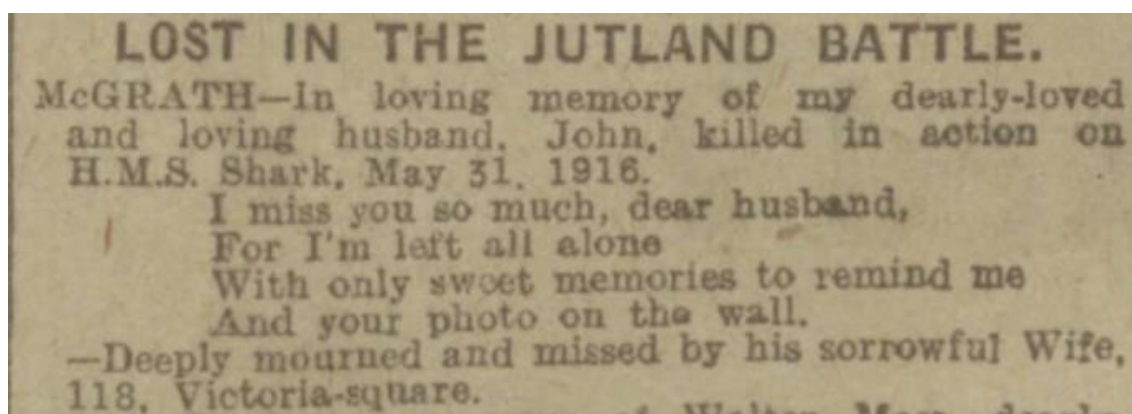 LOST IN THE JUTLAND BATTLE.
McGRATH—In loving memory of my dearly-loved
and loving husband, John, killed in action on
H.M.S. Shark, May 31, 1916.
I miss you so much, dear husband,
For I'm left all alone
With only sweet memories to remind me
And your photo on the wall.
—Deeply mourned and missed by his sorrowful Wife,
118, Victoria-square.